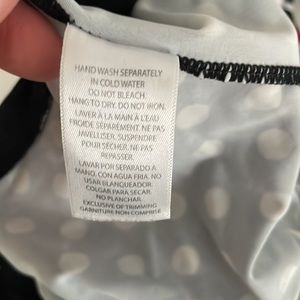 HAND WASH SEPARATELY
IN COLD WATER
DO NOT BLEACH.
HANG TO DRY. DO NOT IRON.
LAVER À LA MAIN À L'EAU
FROIDE SÉPARÉMENT. NE PAS
JAVELLISER. SUSPENDRE
POUR SÉCHER. NE PAS
REPASSER.
LAVAR POR SEPARADO A
MANO, CON AGUA FRIA. NO
USAR BLANQUEADOR.
COLGAR PARA SECAR.
NO PLANCHAR.
EXCLUSIVE OF TRIMMING
GARNITURE NON COMPRISE